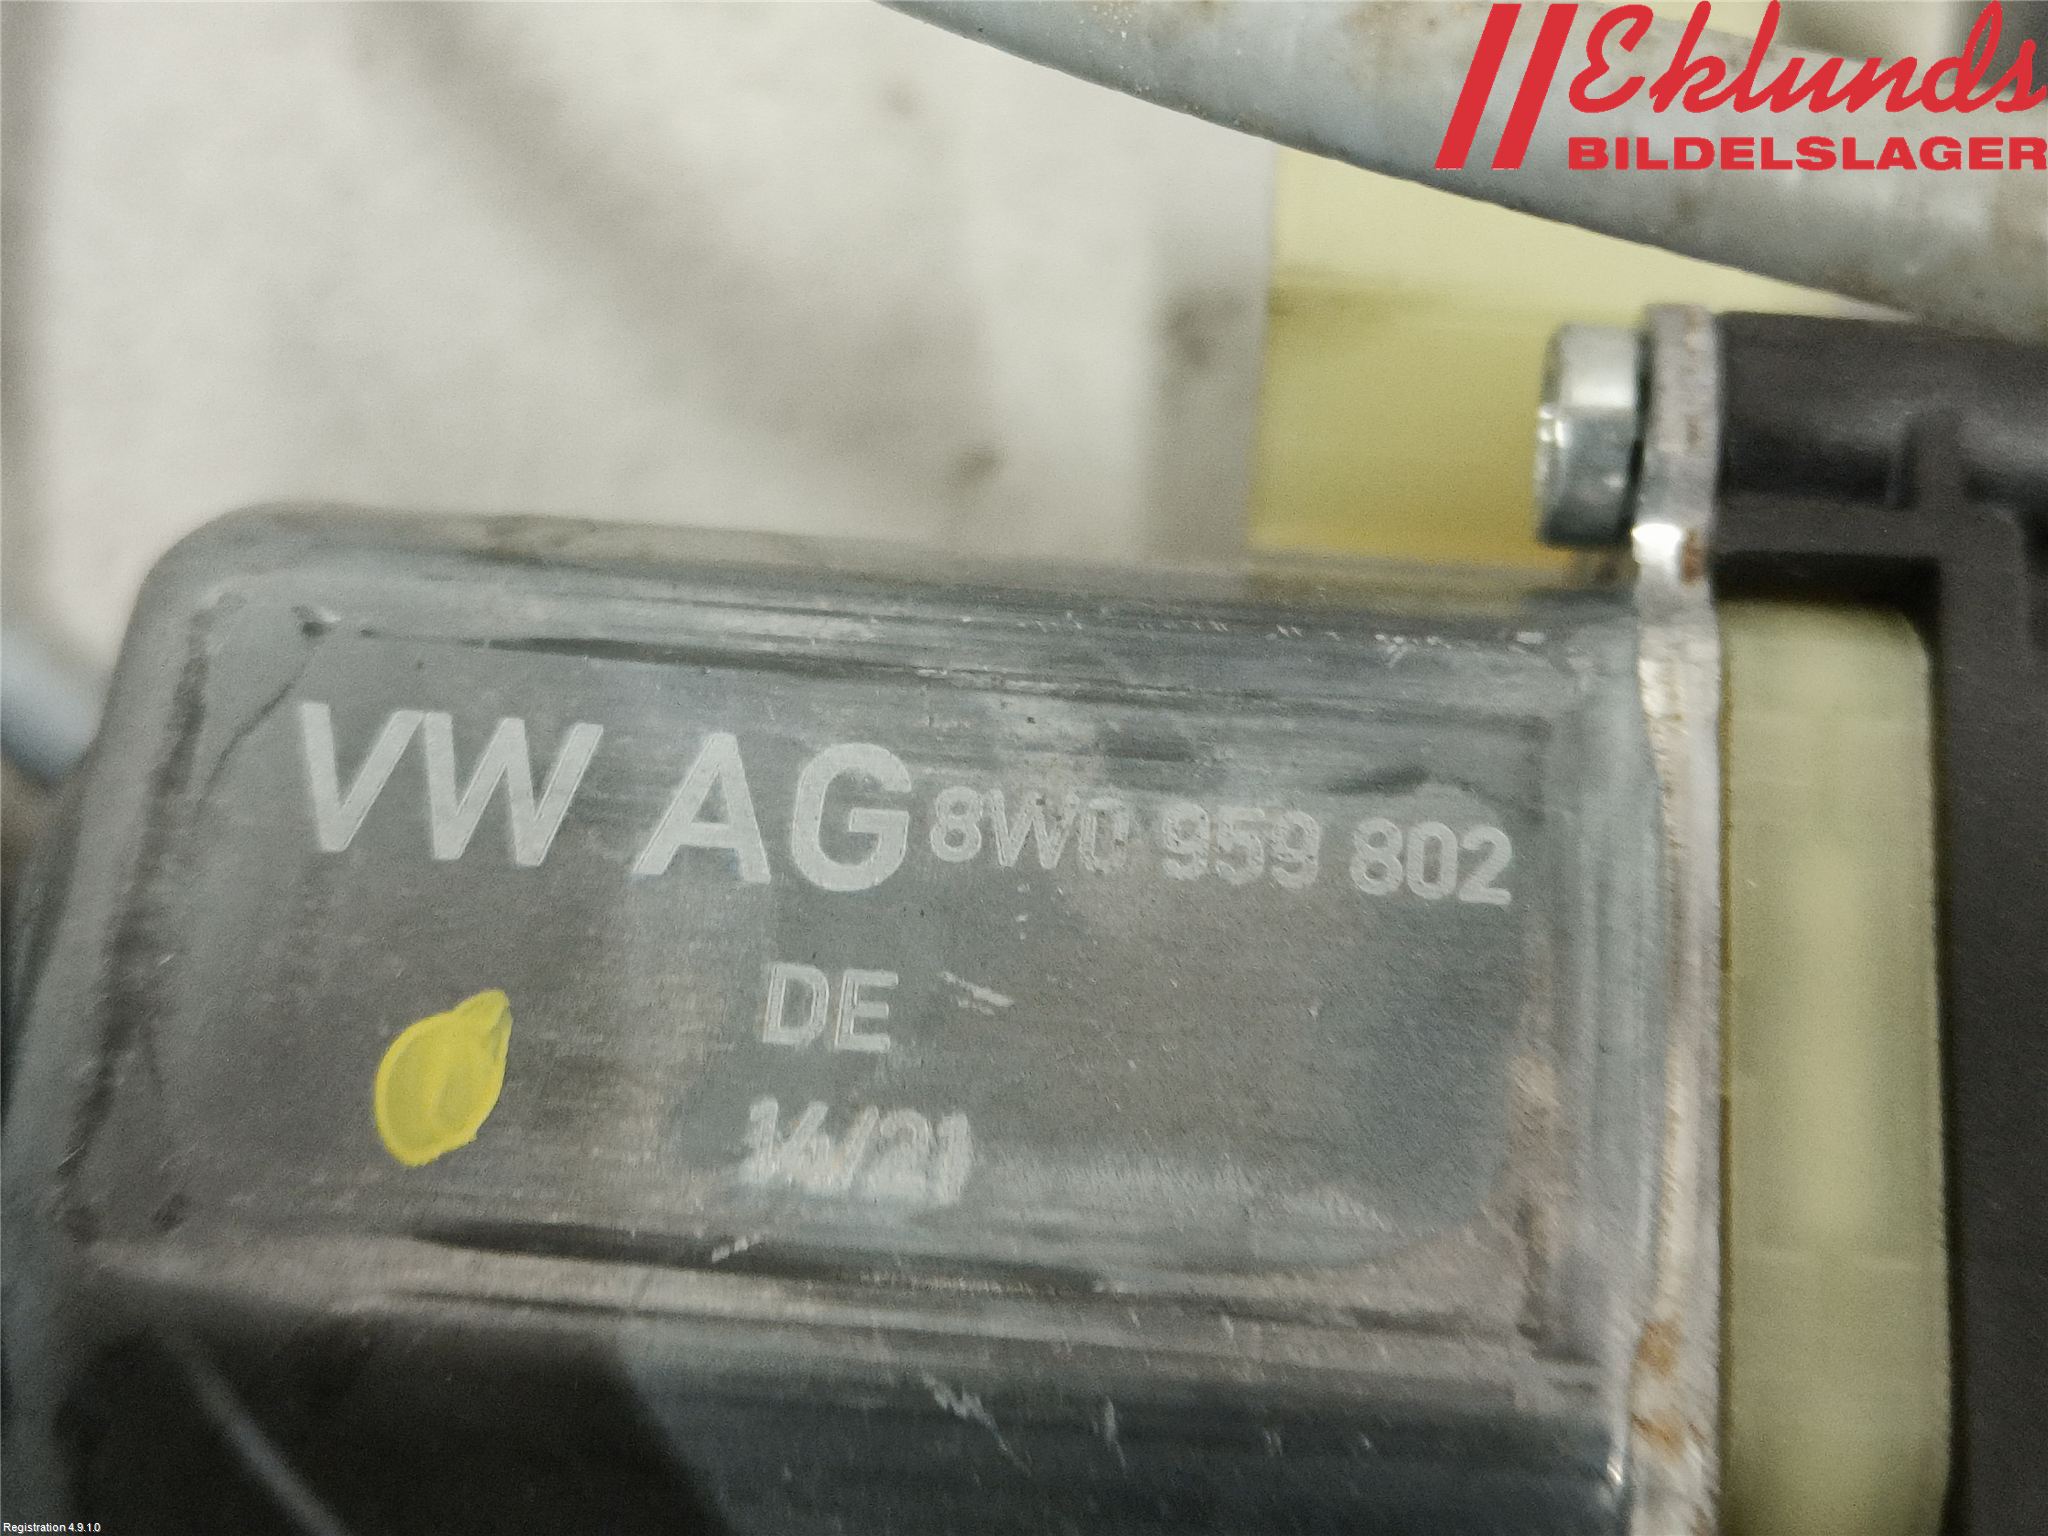 Eklunds
BILDELSLAGER
VW AG 8W0 959 802
DE
14/21
Registration 4.9.1.0